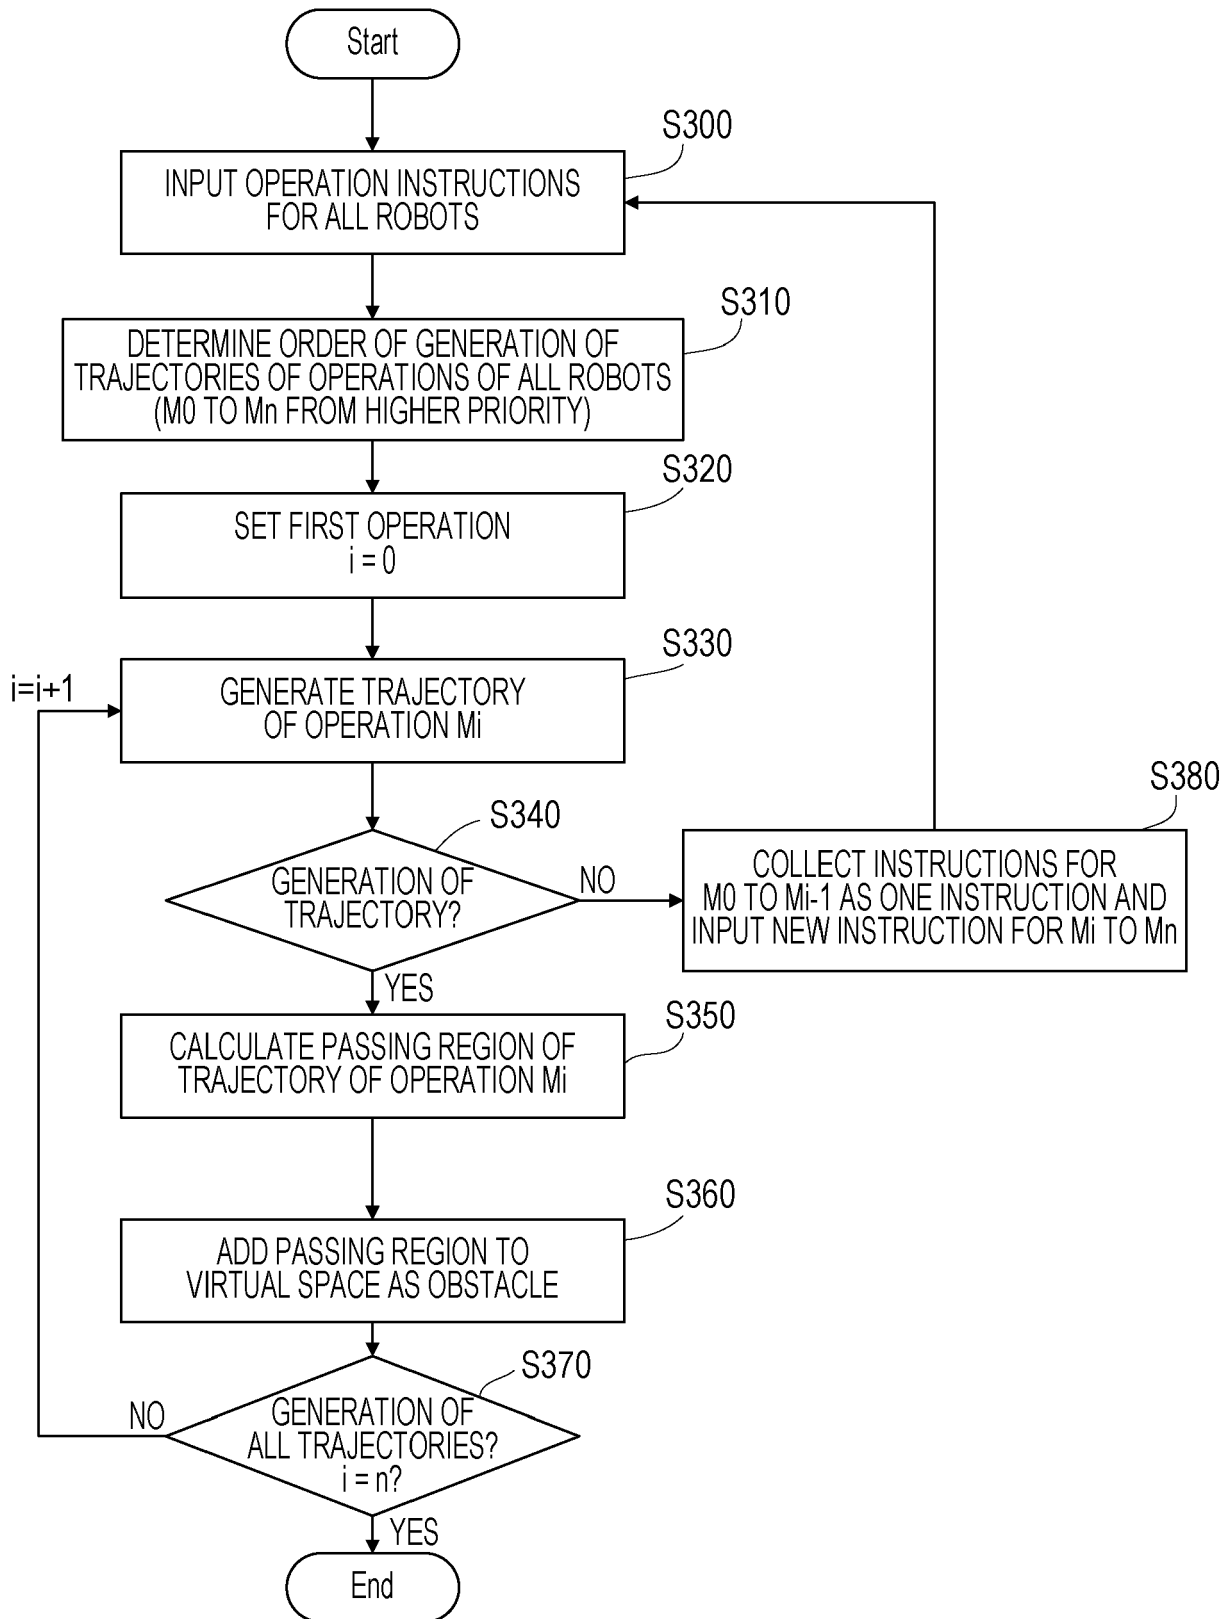 Start
S300
INPUT OPERATION INSTRUCTIONS
FOR ALL ROBOTS
S310
DETERMINE ORDER OF GENERATION OF
TRAJECTORIES OF OPERATIONS OF ALL ROBOTS
(M0 TO Mn FROM HIGHER PRIORITY)
S320
SET FIRST OPERATION
i = 0
S330
i=i+1
GENERATE TRAJECTORY
OF OPERATION Mi
S340
GENERATION OF
TRAJECTORY?
NO
YES
S380
COLLECT INSTRUCTIONS FOR
M0 TO Mi-1 AS ONE INSTRUCTION AND
INPUT NEW INSTRUCTION FOR Mi TO Mn
S350
CALCULATE PASSING REGION OF
TRAJECTORY OF OPERATION Mi
S360
ADD PASSING REGION TO
VIRTUAL SPACE AS OBSTACLE
S370
NO
GENERATION OF
ALL TRAJECTORIES?
i = n?
YES
End